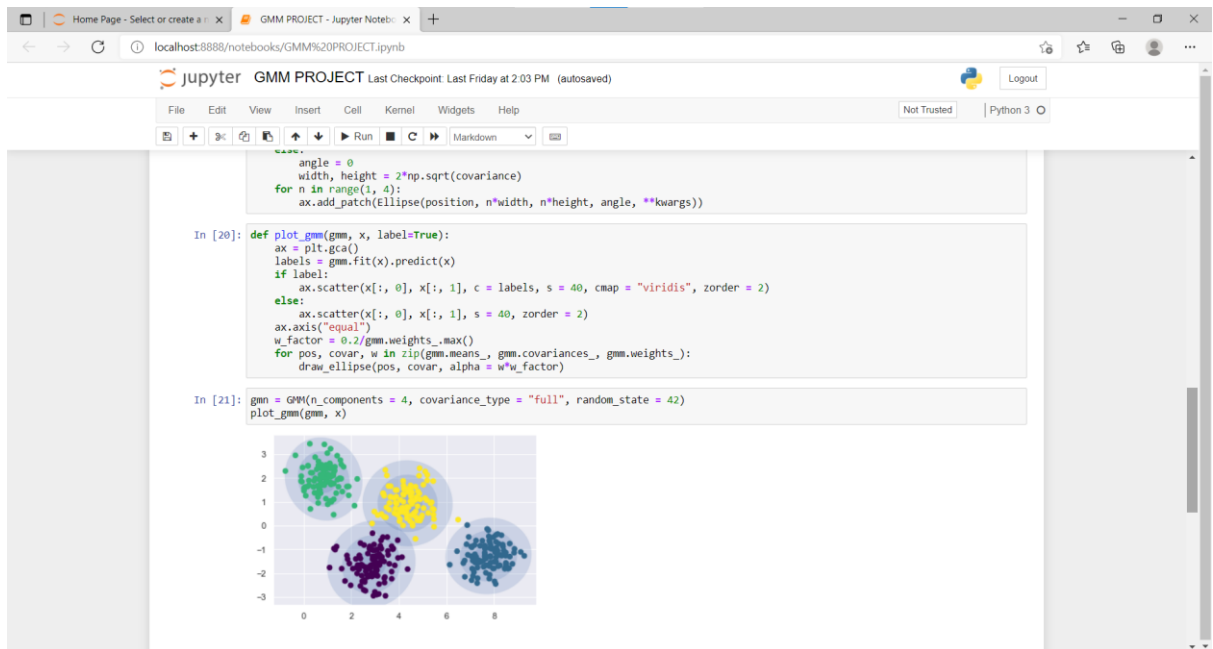 Home Page - Select or create a n
GMM PROJECT - Jupyter Notebo
localhost:8888/notebooks/GMM%20PROJECT.ipynb
jupyter GMM PROJECT Last Checkpoint: Last Friday at 2:03 PM (autosaved)
Logout
File Edit View Insert Cell Kernel Widgets Help
Not Trusted
Python 3
Run
Markdown
else:
angle = 0
width, height = 2*np.sqrt(covariance)
for n in range(1, 4):
ax.add_patch(Ellipse(position, n*width, n*height, angle, **kwargs))
In [20]: def plot_gmm(gmm, x, label=True):
ax = plt.gca()
labels = gmm.fit(x).predict(x)
if label:
ax.scatter(x[:, 0], x[:, 1], c = labels, s = 40, cmap = "viridis", zorder = 2)
else:
ax.scatter(x[:, 0], x[:, 1], s = 40, zorder = 2)
ax.axis("equal")
w_factor = 0.2/gmm.weights_.max()
for pos, covar, w in zip(gmm.means_, gmm.covariances_, gmm.weights_):
draw_ellipse(pos, covar, alpha = w*w_factor)
In [21]: gmn = GMM(n_components = 4, covariance_type = "full", random_state = 42)
plot_gmm(gmm, x)
3
2
1
0
−1
−2
−3
0 2 4 6 8